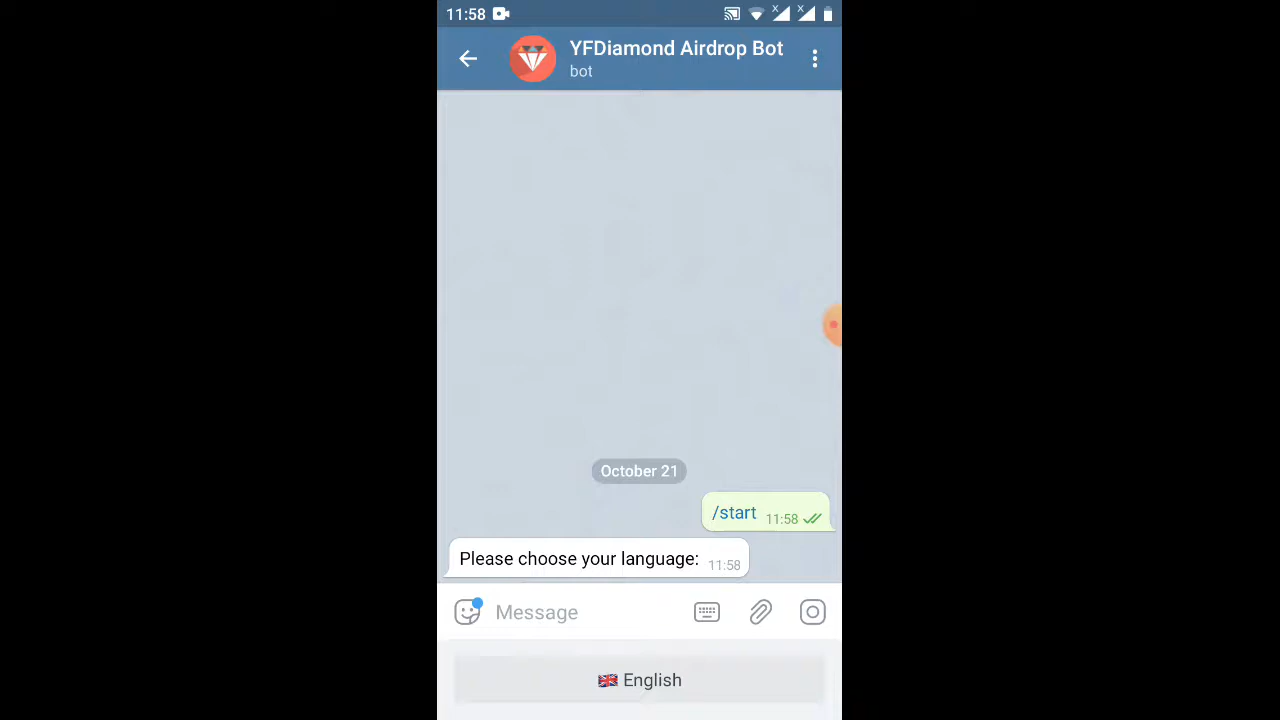 11:58
YFDiamond Airdrop Bot
bot
October 21
/start 11:58
Please choose your language: 11:58
Message
English